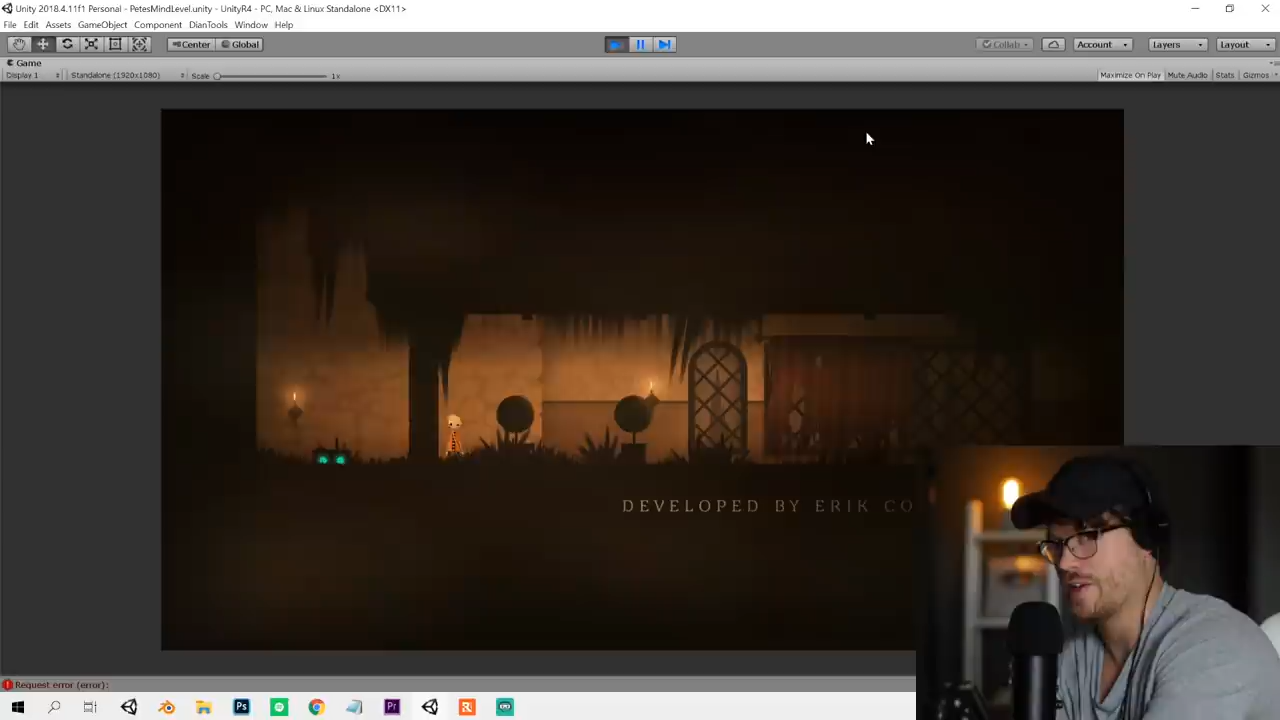 Unity 2018.4.11f1 Personal - PetesMindLevel.unity - UnityR4 - PC, Mac & Linux Standalone <DX11>
File Edit Assets GameObject Component DianTools Window Help
Center Global Collab Account Layers Layout
Game
Display 1 Standalone (1920x1080) Scale 1x Maximize On Play Mute Audio Stats Gizmos
DEVELOPED BY ERIK CO
Request error (error):
Ps Pr